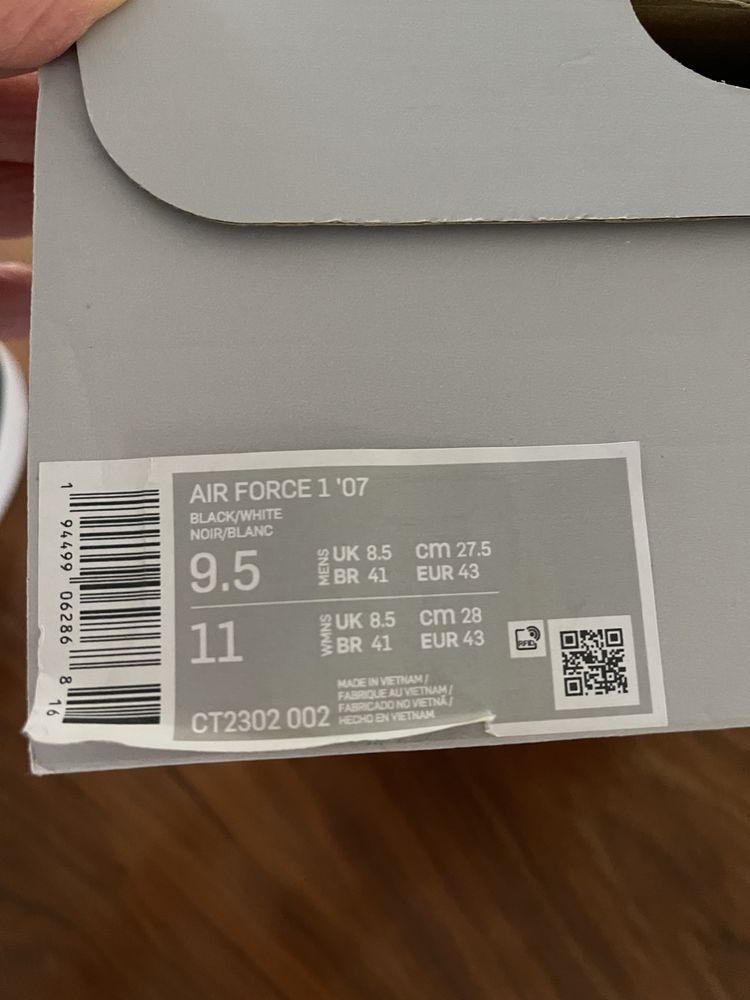 AIR FORCE 1 '07
BLACK/WHITE
NOIR/BLANC
9.5
MENS
UK 8.5 cm 27.5
BR 41 EUR 43
11
WMNS
UK 8.5 cm 28
BR 41 EUR 43
RFID
CT2302 002
MADE IN VIETNAM /
FABRIQUE AU VIETNAM /
FABRICADO NO VIETNÃ /
HECHO EN VIETNAM
1 94499 06286 8 16